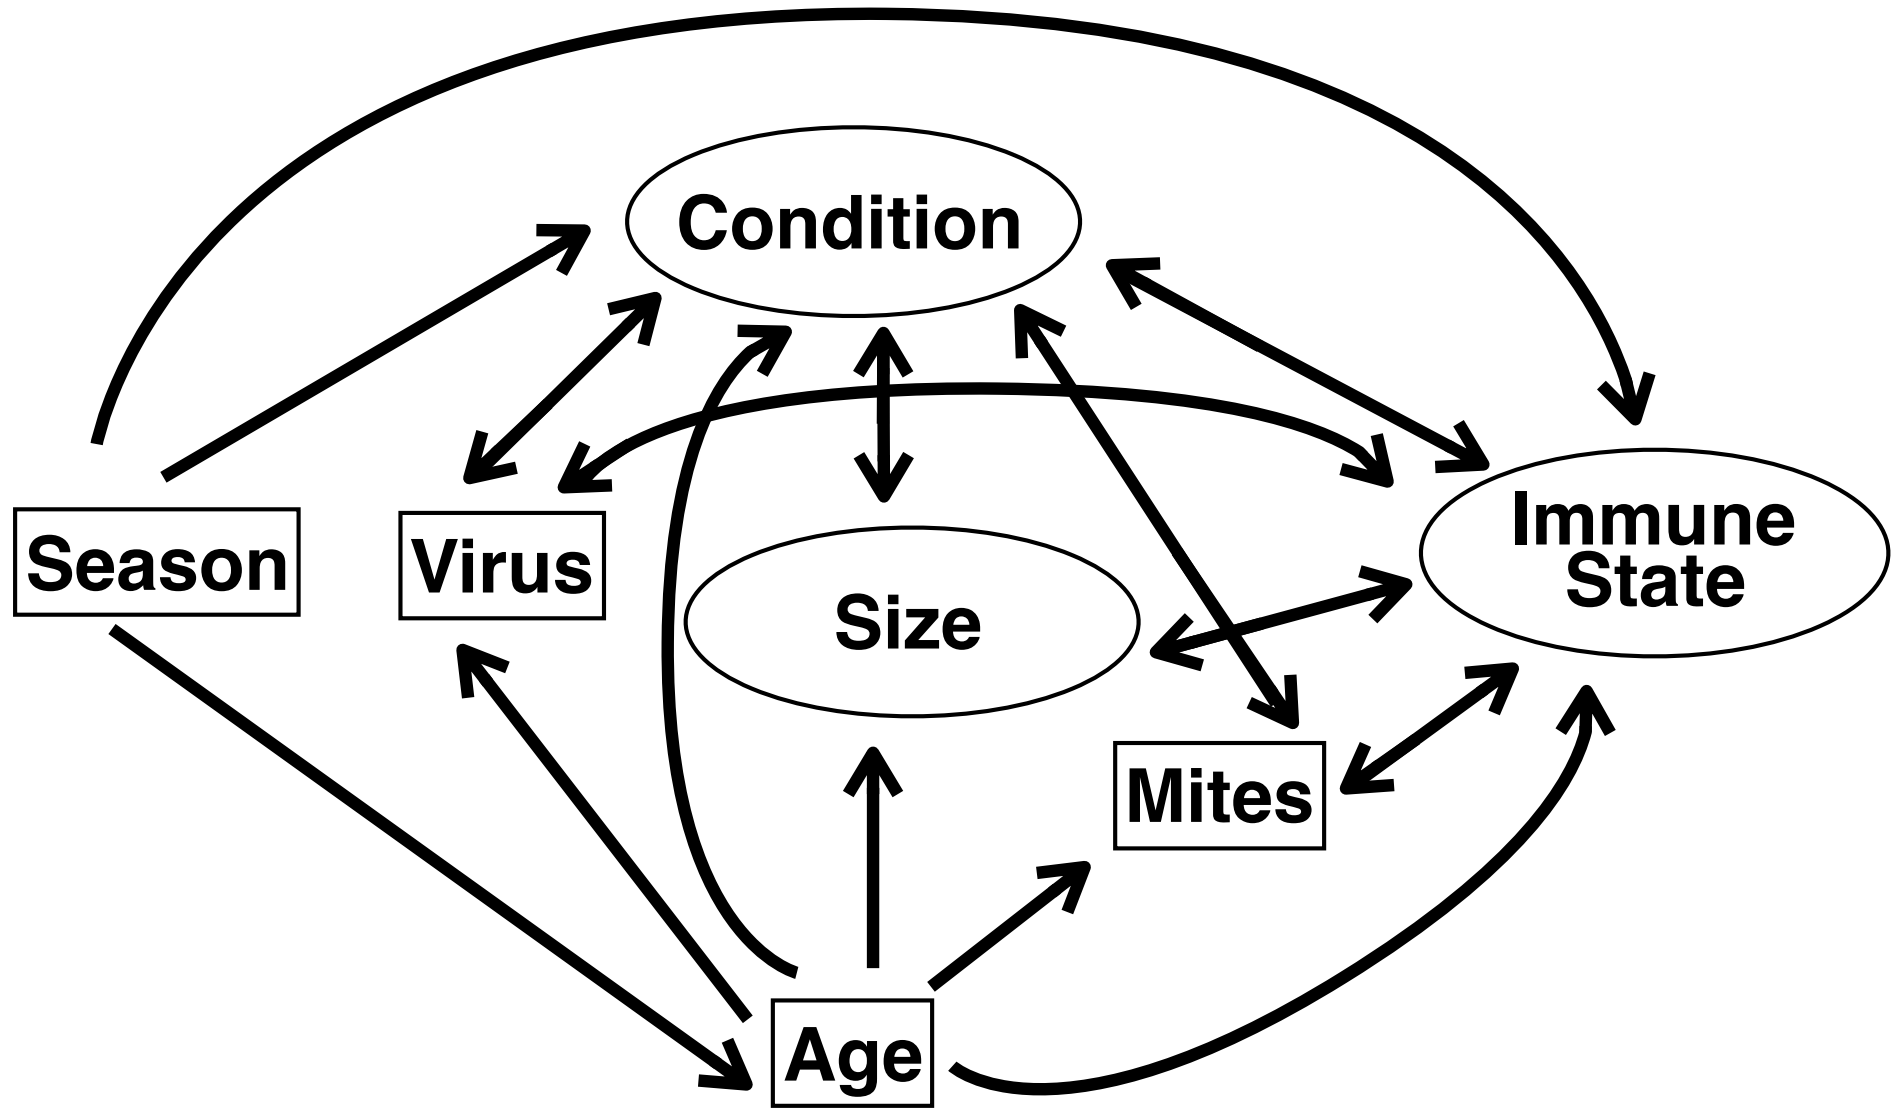 Condition
Season
Virus
Size
Immune
State
Mites
Age